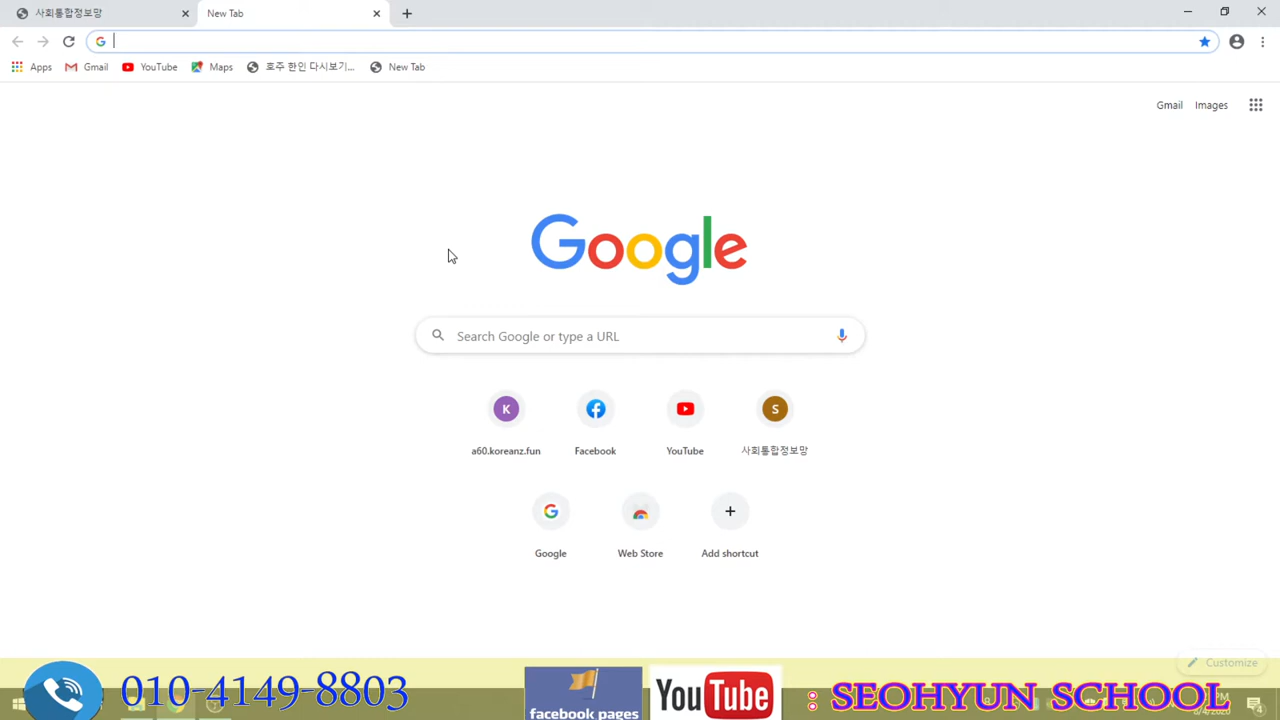 사회통합정보망
New Tab
Apps
Gmail
YouTube
Maps
호주 한인 다시보기...
New Tab
Gmail
Images
Google
Search Google or type a URL
K
S
a60.koreanz.fun
Facebook
YouTube
사회통합정보망
Google
Web Store
Add shortcut
Customize
010-4149-8803
facebook pages
YouTube
: SEOHYUN SCHOOL